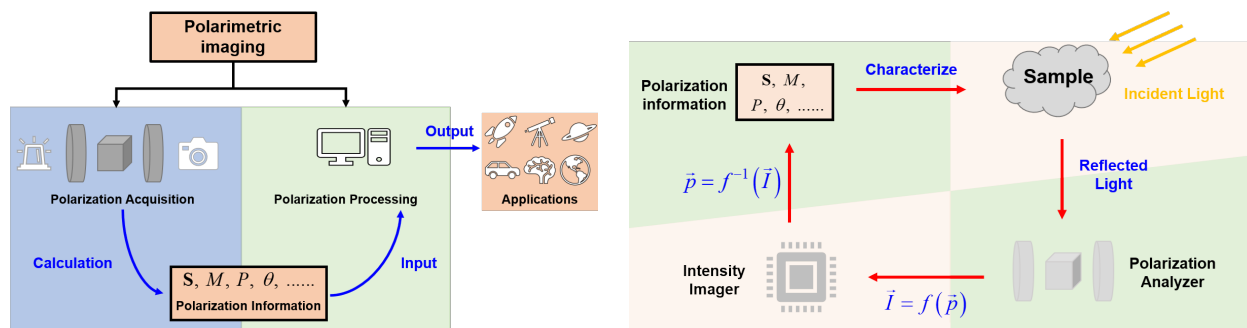 Polarimetric
imaging
Polarization Acquisition
Polarization Processing
Output
Applications
Calculation
Input
S, M, P, θ, ......
Polarization Information
Polarization
information
S, M,
P, θ, ......
Characterize
Sample
Incident Light
Reflected
Light
p⃗ = f⁻¹(I⃗)
Intensity
Imager
I⃗ = f(p⃗)
Polarization
Analyzer